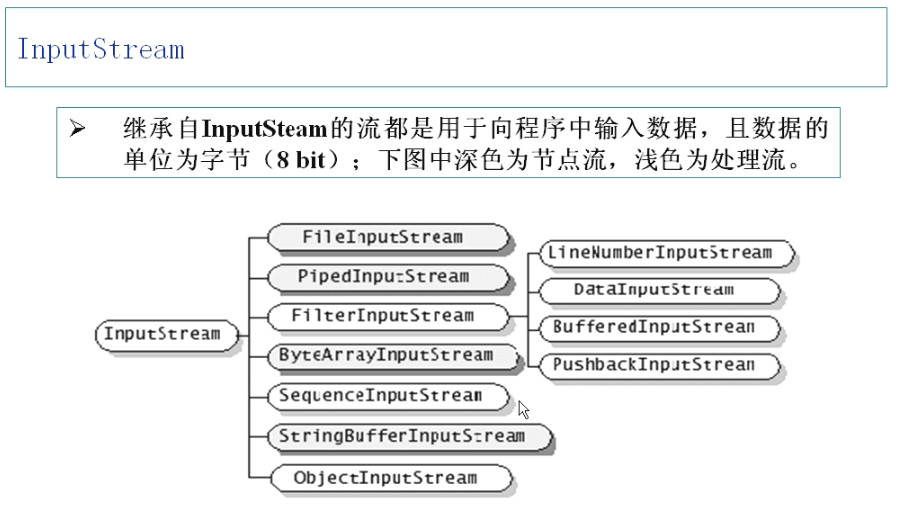 InputStream
➢ 继承自InputSteam的流都是用于向程序中输入数据，且数据的
单位为字节（8 bit）；下图中深色为节点流，浅色为处理流。
InputStream
FileInputStream
PipedInputStream
FilterInputStream
ByteArrayInputStream
SequenceInputStream
StringBufferInputStream
ObjectInputStream
LineNumberInputStream
DataInputStream
BufferedInputStream
PushbackInputStream